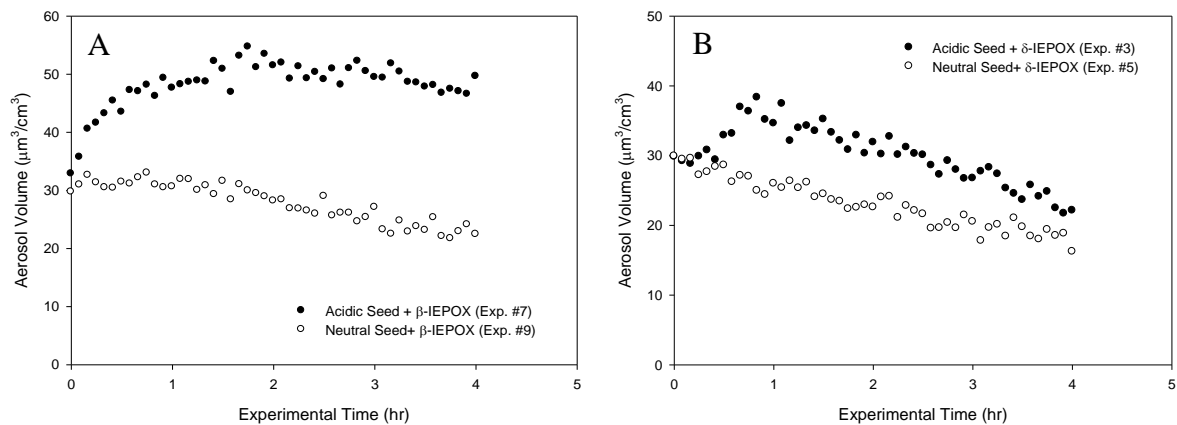 A
60
50
40
30
20
10
0
Aerosol Volume (μm³/cm³)
Acidic Seed + β-IEPOX (Exp. #7)
Neutral Seed+ β-IEPOX (Exp. #9)
0 1 2 3 4 5
Experimental Time (hr)
B
50
40
30
20
10
0
Aerosol Volume (μm³/cm³)
Acidic Seed + δ-IEPOX (Exp. #3)
Neutral Seed+ δ-IEPOX (Exp. #5)
0 1 2 3 4 5
Experimental Time (hr)